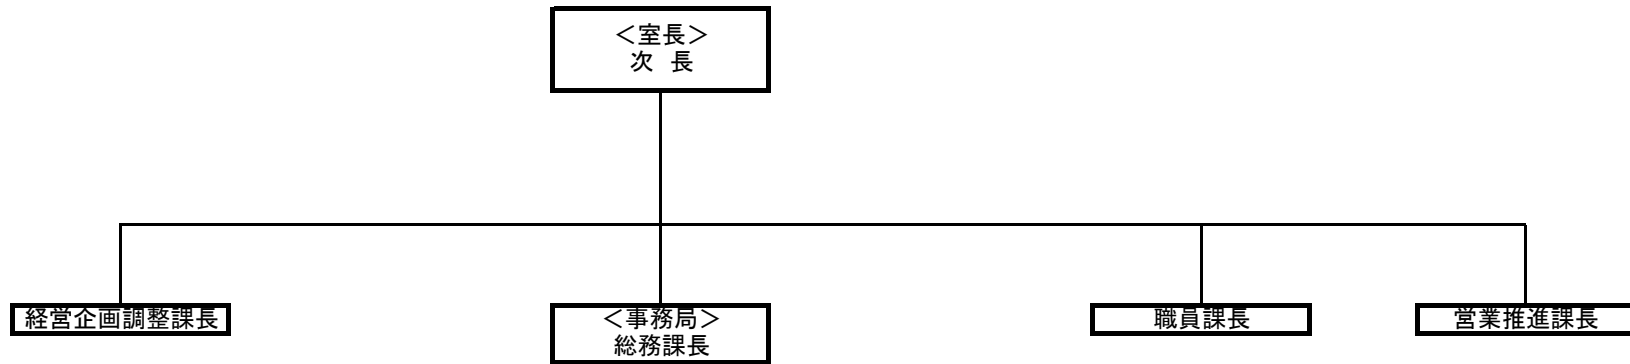 ＜室長＞
次 長
経営企画調整課長
＜事務局＞
総務課長
職員課長
営業推進課長